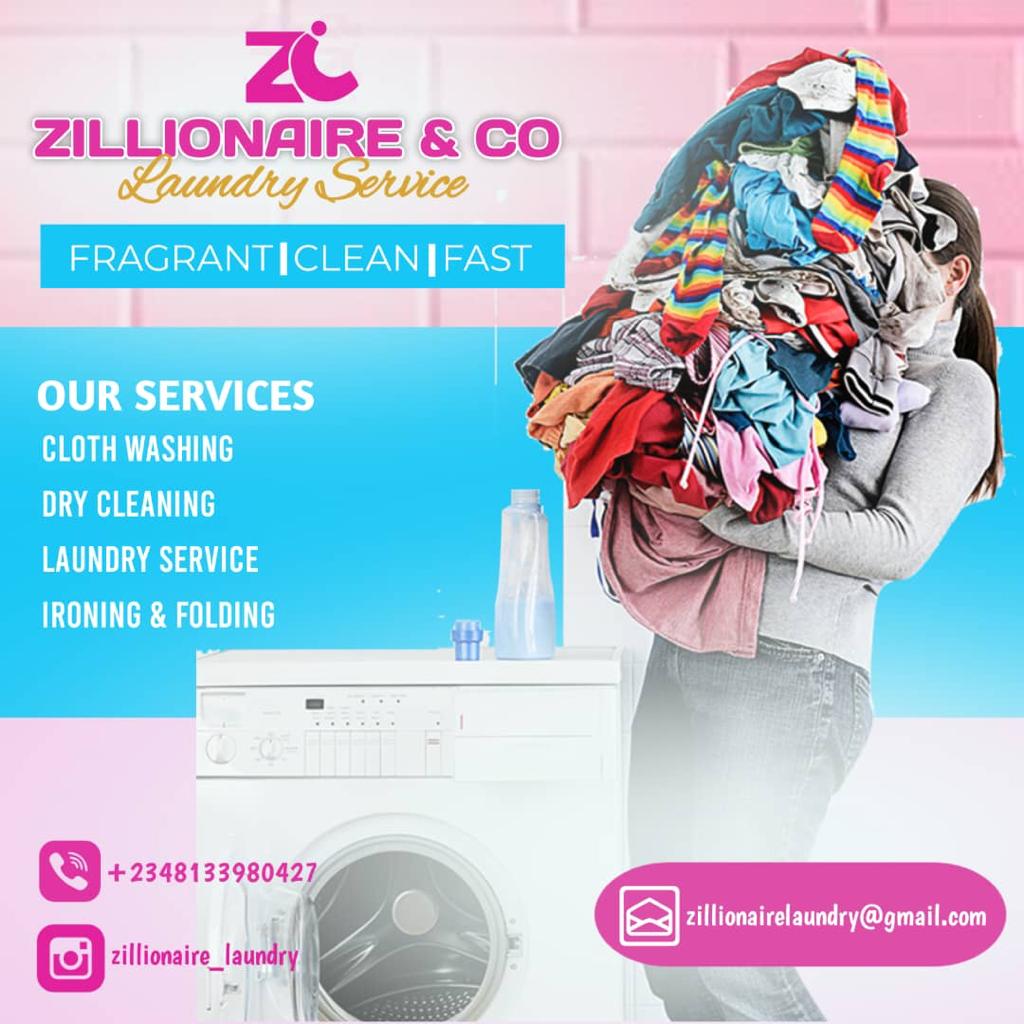 ZC
ZILLIONAIRE & CO
Laundry Service
FRAGRANT|CLEAN|FAST
OUR SERVICES
CLOTH WASHING
DRY CLEANING
LAUNDRY SERVICE
IRONING & FOLDING
+2348133980427
zillionaire_laundry
zillionairelaundry@gmail.com